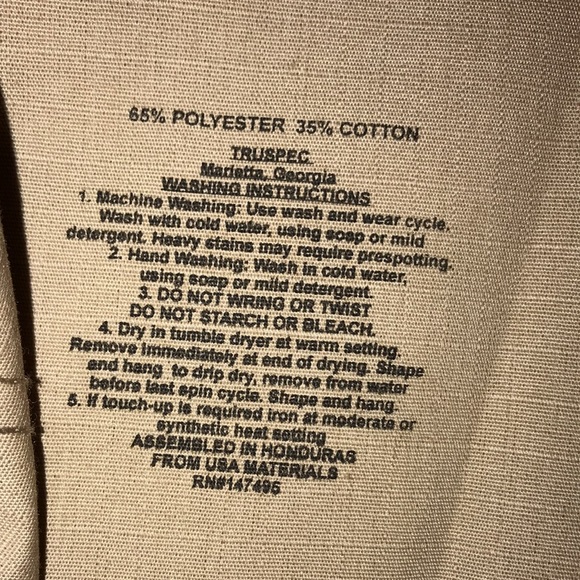 65% POLYESTER 35% COTTON
TRUSPEC
Marietta, Georgia
WASHING INSTRUCTIONS
1. Machine Washing: Use wash and wear cycle.
Wash with cold water, using soap or mild
detergent. Heavy stains may require prespotting.
2. Hand Washing: Wash in cold water,
using soap or mild detergent.
3. DO NOT WRING OR TWIST
DO NOT STARCH OR BLEACH.
4. Dry in tumble dryer at warm setting.
Remove immediately at end of drying. Shape
and hang to drip dry, remove from water
before last spin cycle. Shape and hang.
5. If touch-up is required iron at moderate or
synthetic heat setting
ASSEMBLED IN HONDURAS
FROM USA MATERIALS
RN#147495